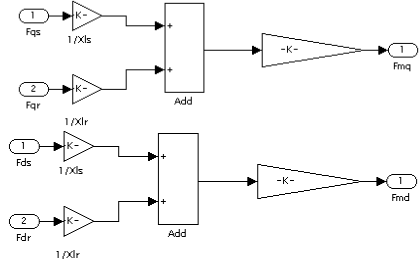 1
Fqs
K-
1/Xls
+
-K-
1
Fmq
2
Fqr
K-
+
Add
1/Xlr
1
Fds
K-
1/Xls
+
-K-
1
Fmd
2
Fdr
K-
+
Add
1/Xlr